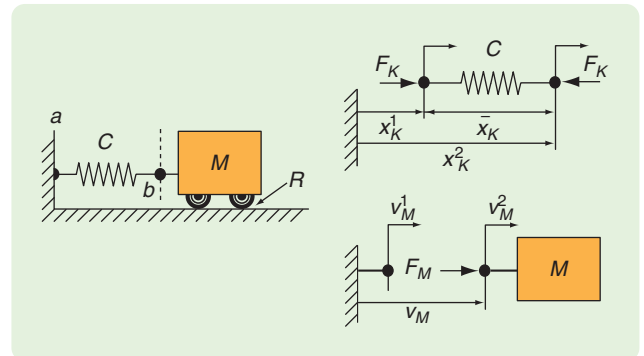 a
C
b
M
R
F_K
C
F_K
x_K^1
x̄_K
x_K^2
v_M^1
v_M^2
F_M
M
v_M